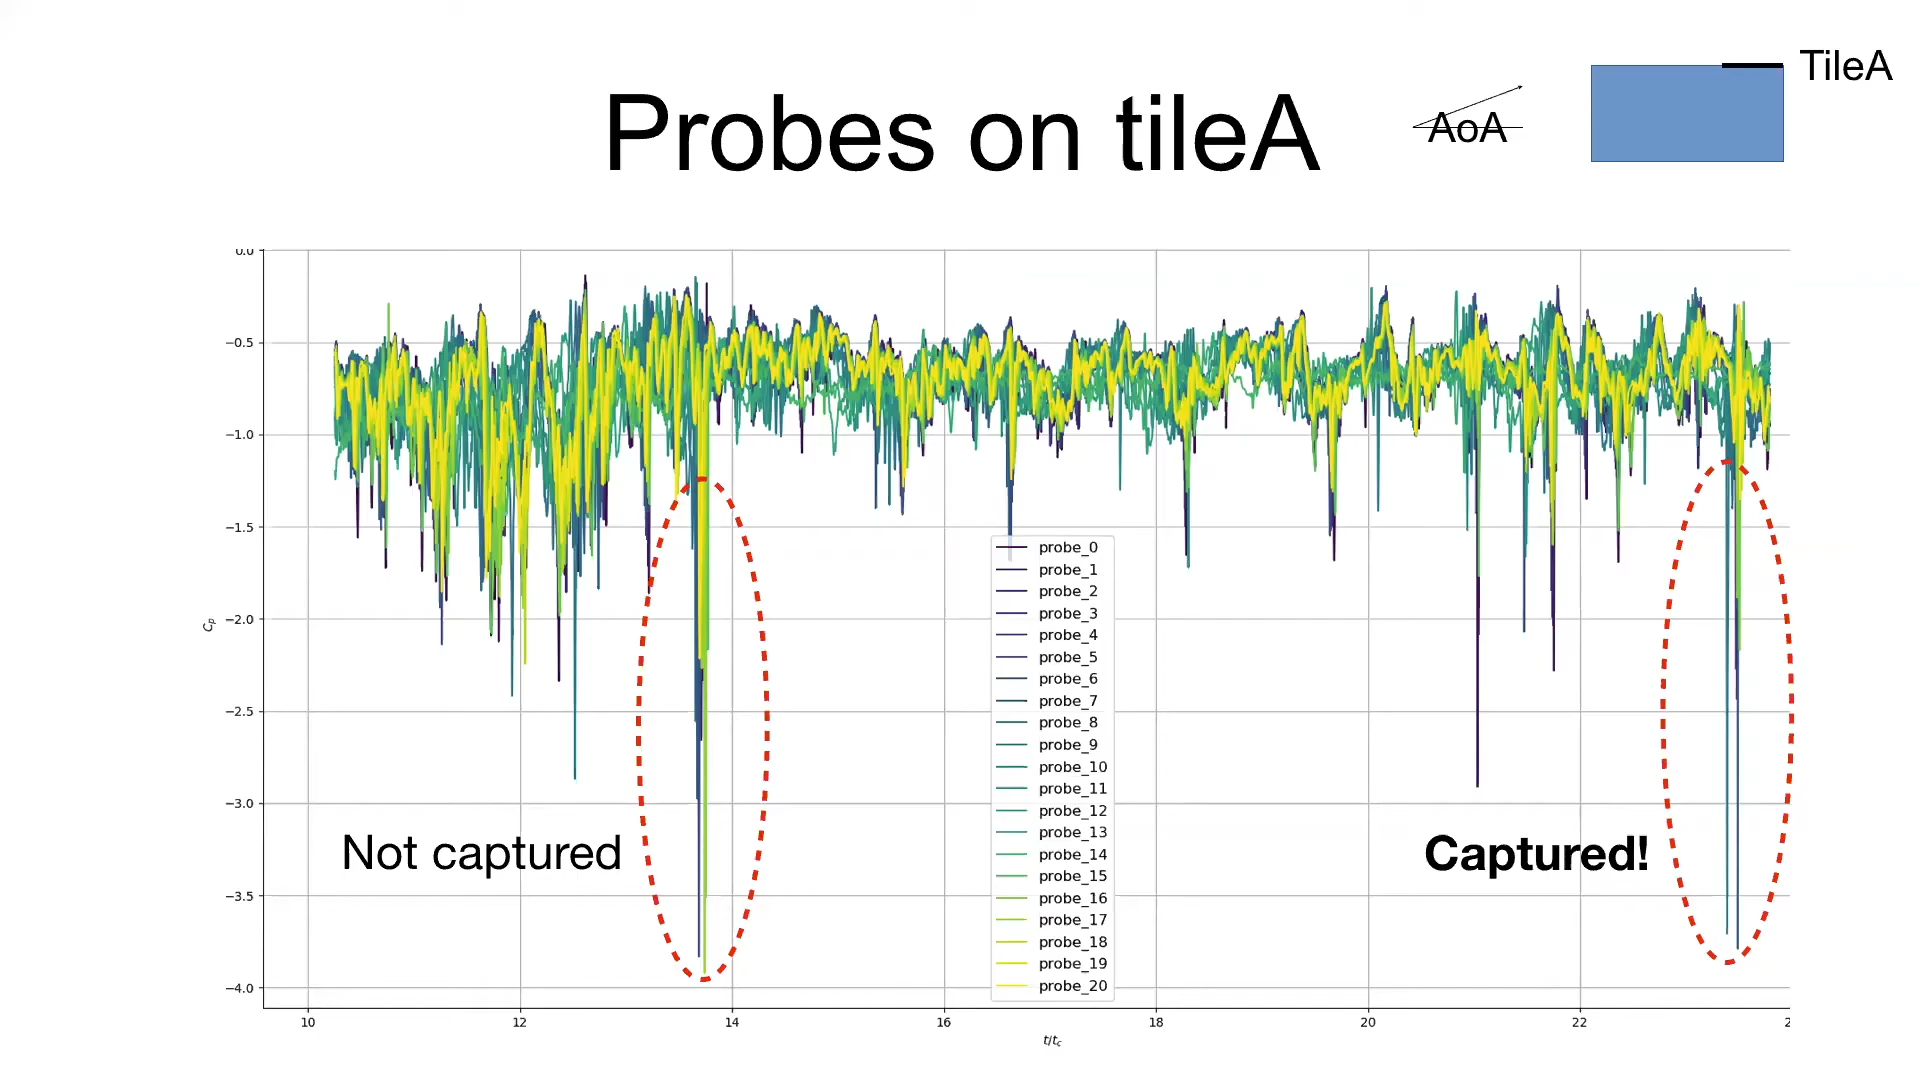 TileA
Probes on tileA
AoA
0.0
−0.5
−1.0
−1.5
−2.0
−2.5
−3.0
−3.5
−4.0
Cp
probe_0
probe_1
probe_2
probe_3
probe_4
probe_5
probe_6
probe_7
probe_8
probe_9
probe_10
probe_11
probe_12
probe_13
probe_14
probe_15
probe_16
probe_17
probe_18
probe_19
probe_20
Not captured
Captured!
10 12 14 16 18 20 22 2
t/tc